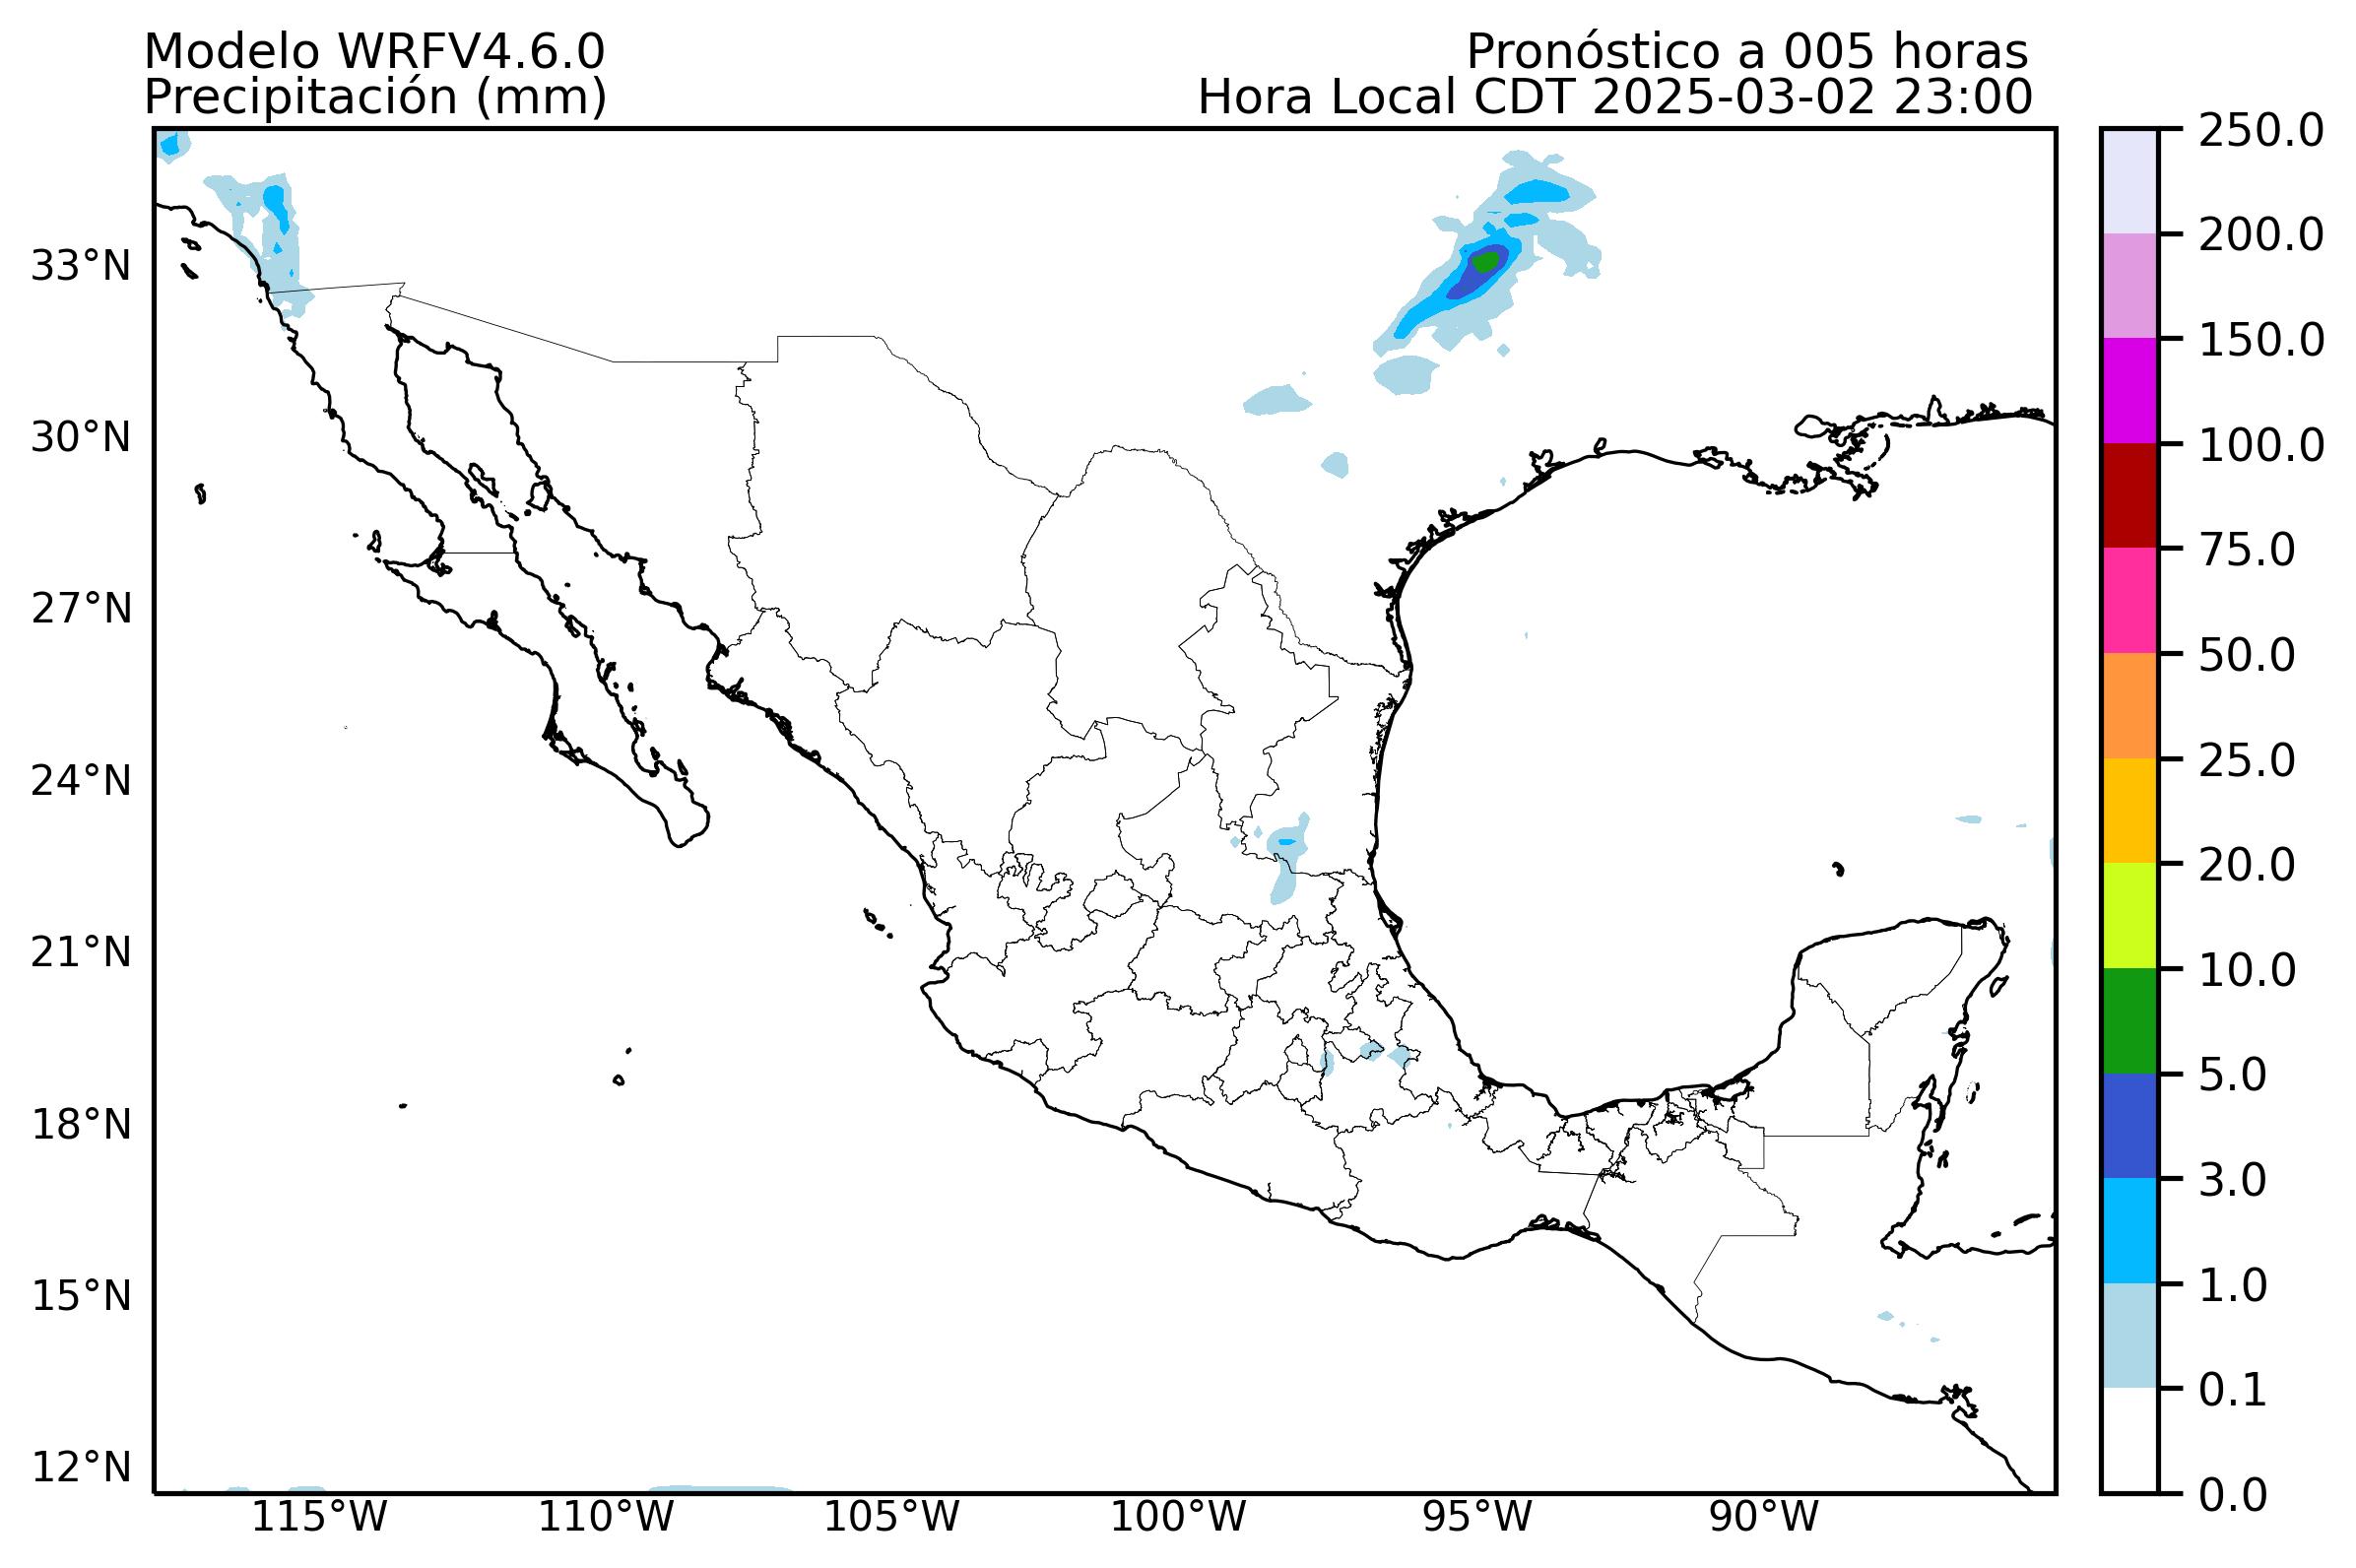 Modelo WRFV4.6.0
Precipitación (mm)
Pronóstico a 005 horas
Hora Local CDT 2025-03-02 23:00
33°N
30°N
27°N
24°N
21°N
18°N
15°N
12°N
115°W
110°W
105°W
100°W
95°W
90°W
250.0
200.0
150.0
100.0
75.0
50.0
25.0
20.0
10.0
5.0
3.0
1.0
0.1
0.0